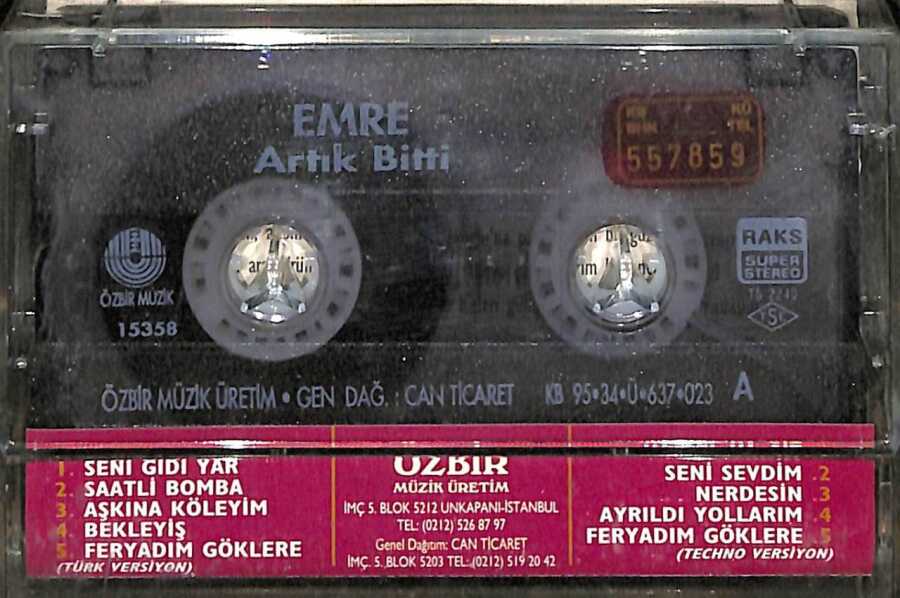 EMRE
Artık Bitti
557859
ÖZBİR MÜZİK
15358
RAKS
SUPER
STEREO
TSE
ÖZBİR MÜZİK ÜRETİM • GEN DAĞ. : CAN TİCARET KB 95•34•Ü•637•023 A
1. SENİ GİDİ YAR
2. SAATLİ BOMBA
3. AŞKINA KÖLEYİM
4. BEKLEYİŞ
5. FERYADIM GÖKLERE
(TÜRK VERSİYON)
ÖZBİR
MÜZİK ÜRETİM
İMÇ 5. BLOK 5212 UNKAPANI-İSTANBUL
TEL: (0212) 526 87 97
Genel Dağıtım: CAN TİCARET
İMÇ. 5. BLOK 5203 TEL: (0212) 519 20 42
SENİ SEVDİM .2
NERDESİN .3
AYRILDI YOLLARIM .4
FERYADIM GÖKLERE .5
(TECHNO VERSİYON)